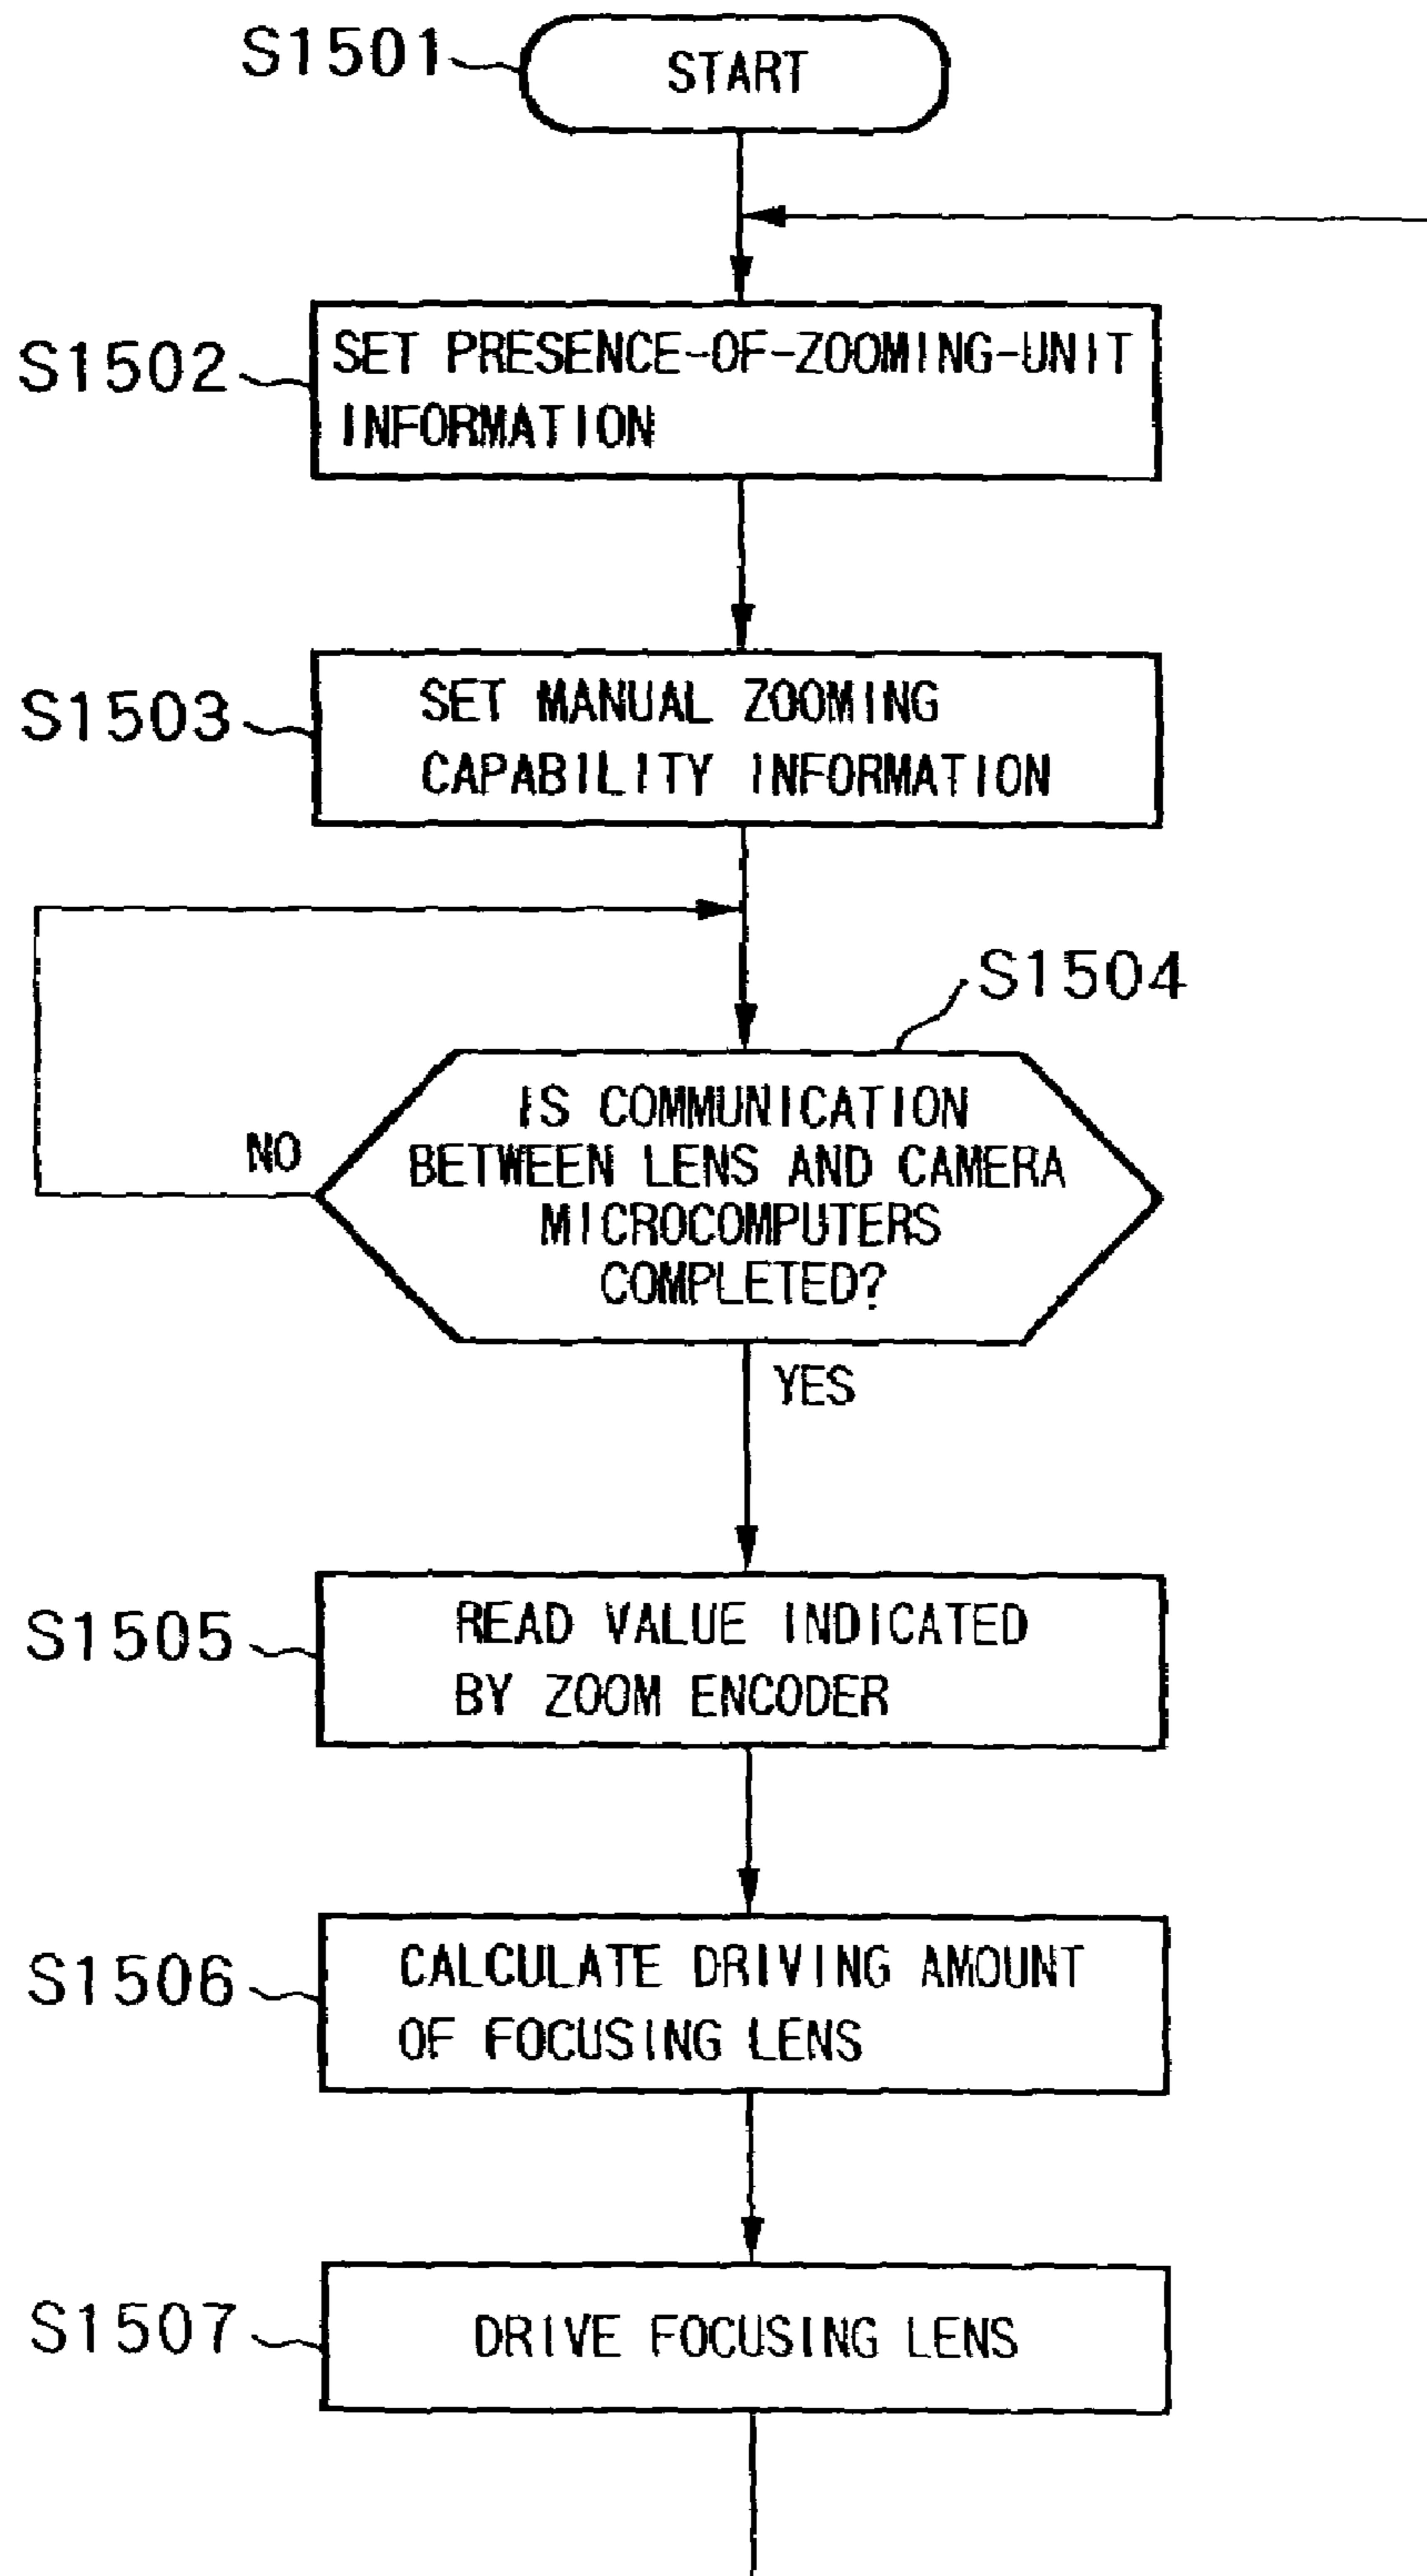 S1501
START
S1502
SET PRESENCE-OF-ZOOMING-UNIT
INFORMATION
S1503
SET MANUAL ZOOMING
CAPABILITY INFORMATION
S1504
IS COMMUNICATION
BETWEEN LENS AND CAMERA
MICROCOMPUTERS
COMPLETED?
NO
YES
S1505
READ VALUE INDICATED
BY ZOOM ENCODER
S1506
CALCULATE DRIVING AMOUNT
OF FOCUSING LENS
S1507
DRIVE FOCUSING LENS